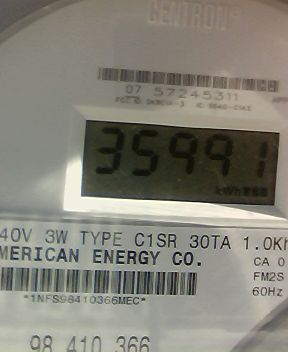 CENTRON®
07 57245311
35991
kWh
40V 3W TYPE C1SR 30TA 1.0Kh
MERICAN ENERGY CO.
CA 0
FM2S
60Hz
*1NFS98410366MEC*
98 410 366